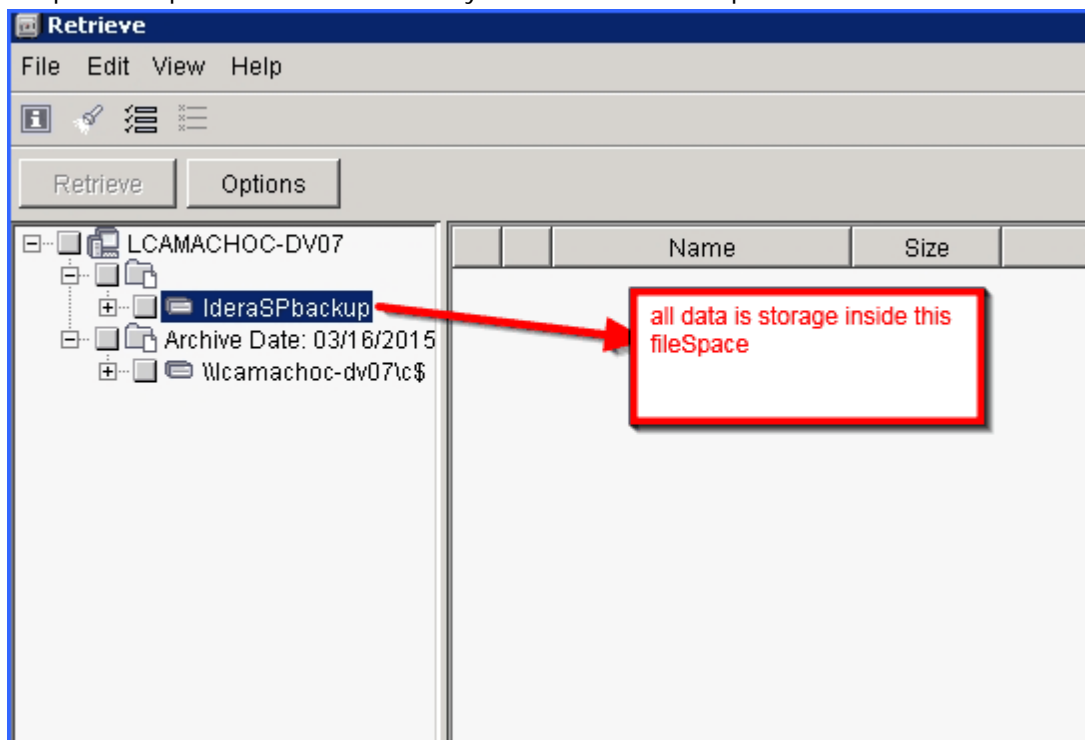 Retrieve
File Edit View Help
Retrieve Options
LCAMACHOC-DV07
Name Size
IderaSPbackup
all data is storage inside this
fileSpace
Archive Date: 03/16/2015
\\lcamachoc-dv07\c$